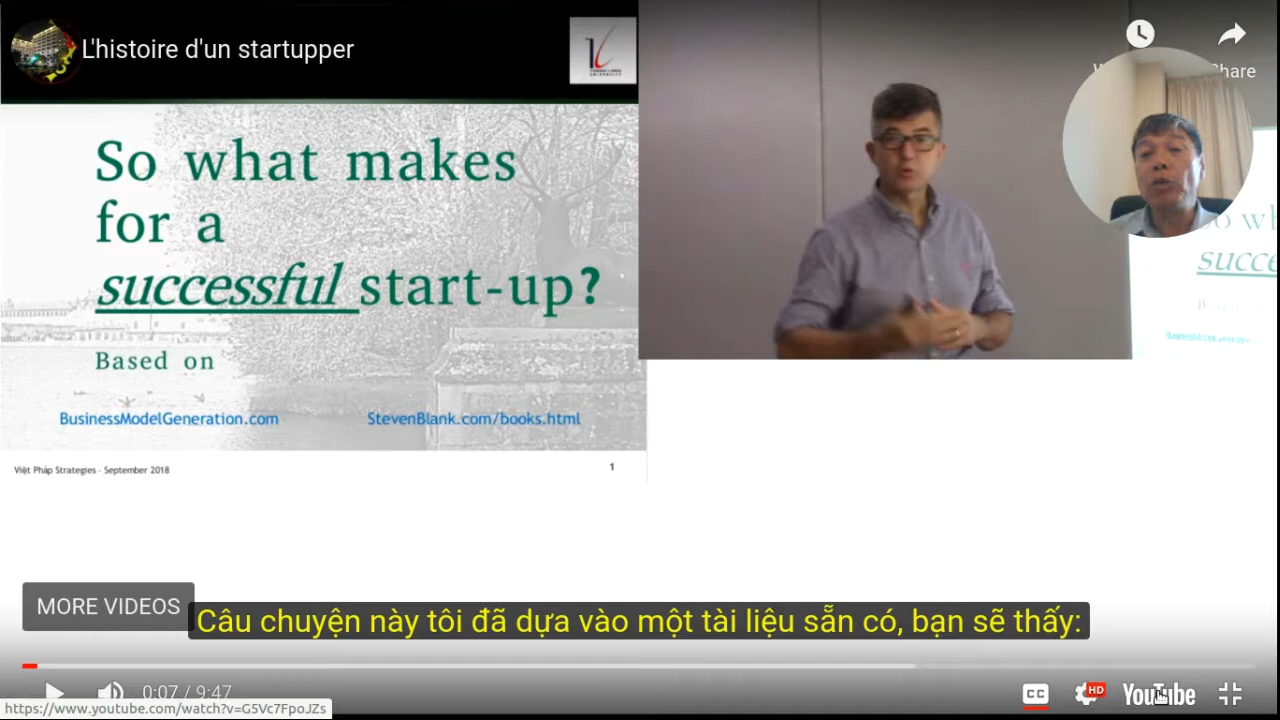 L'histoire d'un startupper
Share
So what makes
for a
successful start-up?
Based on
BusinessModelGeneration.com
StevenBlank.com/books.html
Việt Pháp Strategies - September 2018
1
succe
MORE VIDEOS
Câu chuyện này tôi đã dựa vào một tài liệu sẵn có, bạn sẽ thấy:
0:07 / 9:47
CC
HD
YouTube
https://www.youtube.com/watch?v=G5Vc7FpoJZs